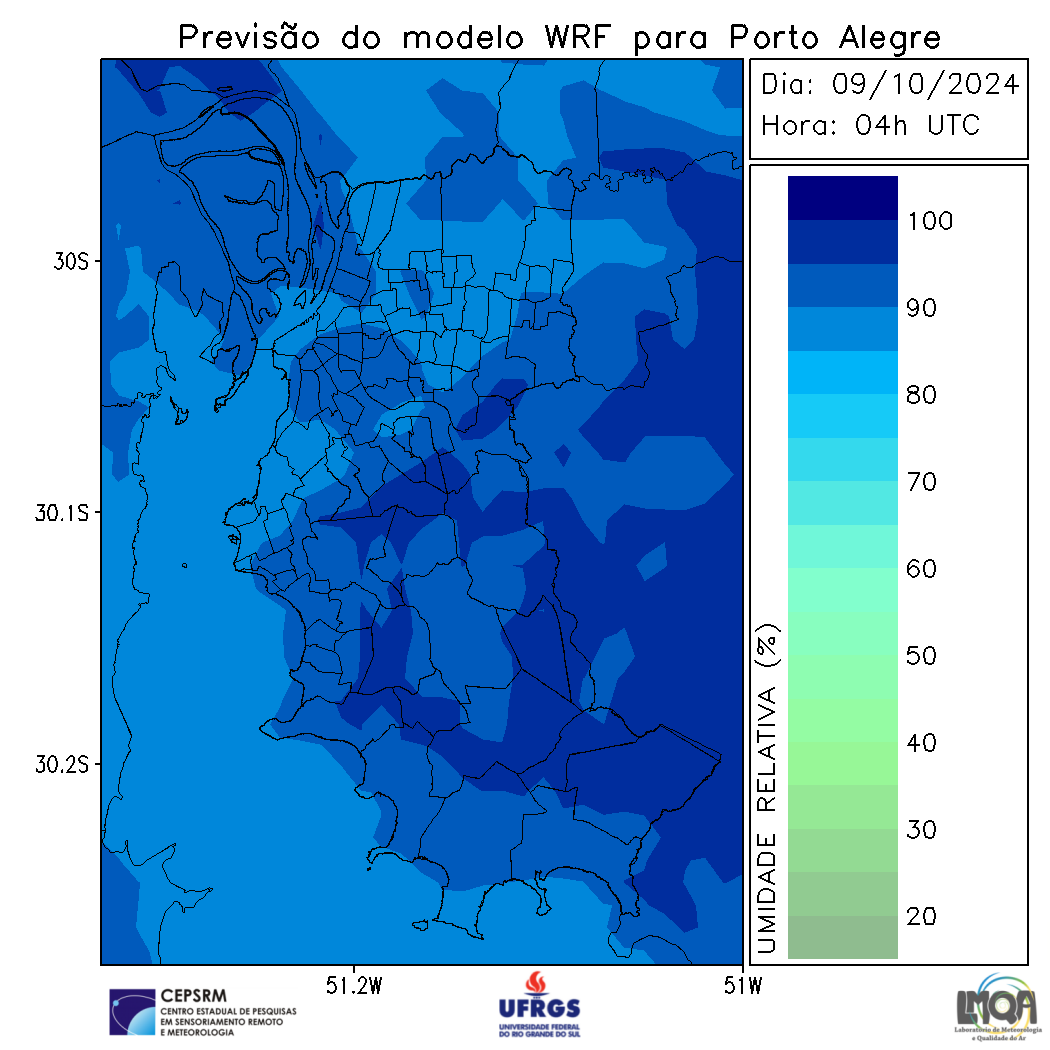 Previsão do modelo WRF para Porto Alegre
Dia: 09/10/2024
Hora: 04h UTC
30S
30.1S
30.2S
51.2W
51W
UMIDADE RELATIVA (%)
100
90
80
70
60
50
40
30
20
CEPSRM
CENTRO ESTADUAL DE PESQUISAS
EM SENSORIAMENTO REMOTO
E METEOROLOGIA
UFRGS
UNIVERSIDADE FEDERAL
DO RIO GRANDE DO SUL
LMQA
Laboratório de Meteorologia
e Qualidade do Ar